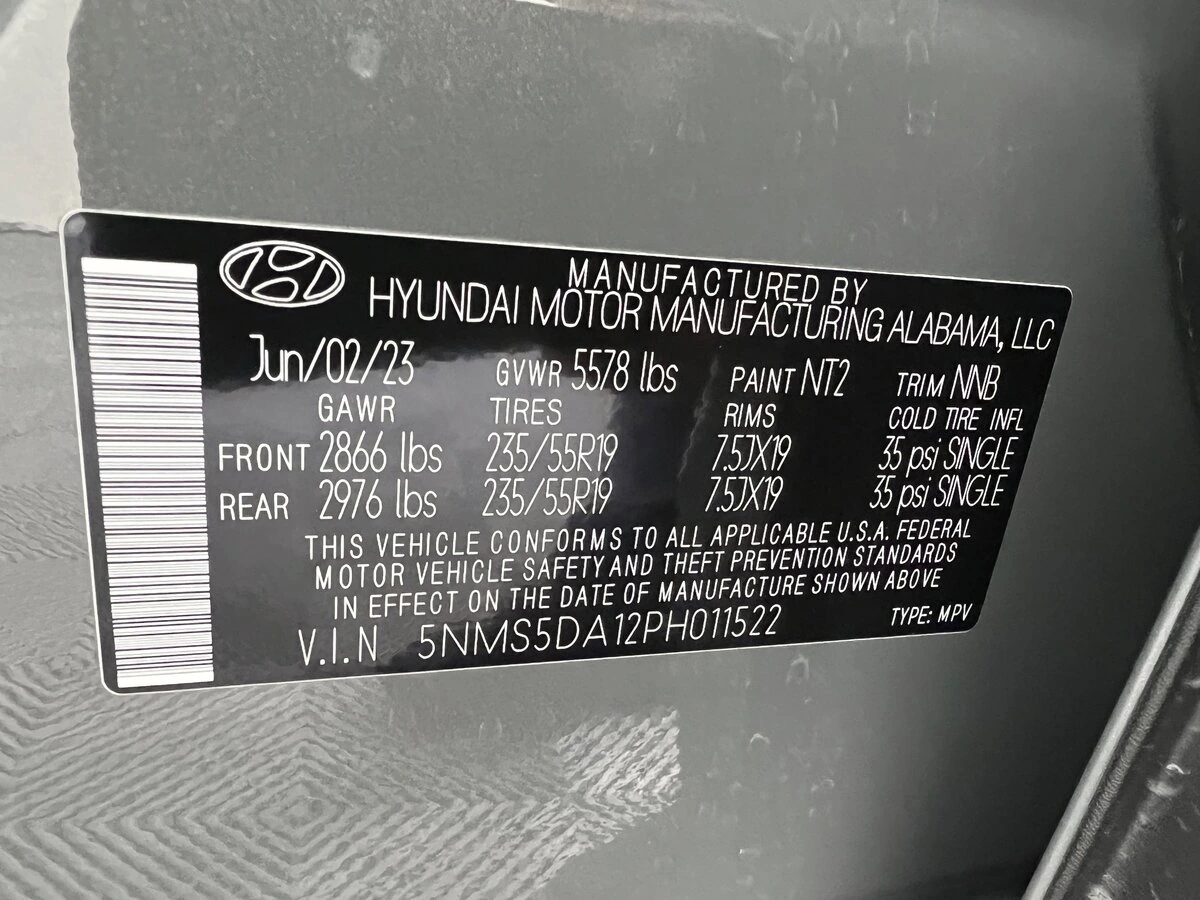 MANUFACTURED BY
HYUNDAI MOTOR MANUFACTURING ALABAMA, LLC
Jun/02/23 GVWR 5578 lbs PAINT NT2 TRIM NNB
GAWR TIRES RIMS COLD TIRE INFL
FRONT 2866 lbs 235/55R19 7.5JX19 35 psi SINGLE
REAR 2976 lbs 235/55R19 7.5JX19 35 psi SINGLE
THIS VEHICLE CONFORMS TO ALL APPLICABLE U.S.A. FEDERAL
MOTOR VEHICLE SAFETY AND THEFT PREVENTION STANDARDS
IN EFFECT ON THE DATE OF MANUFACTURE SHOWN ABOVE
V.I.N 5NMS5DA12PH011522 TYPE: MPV